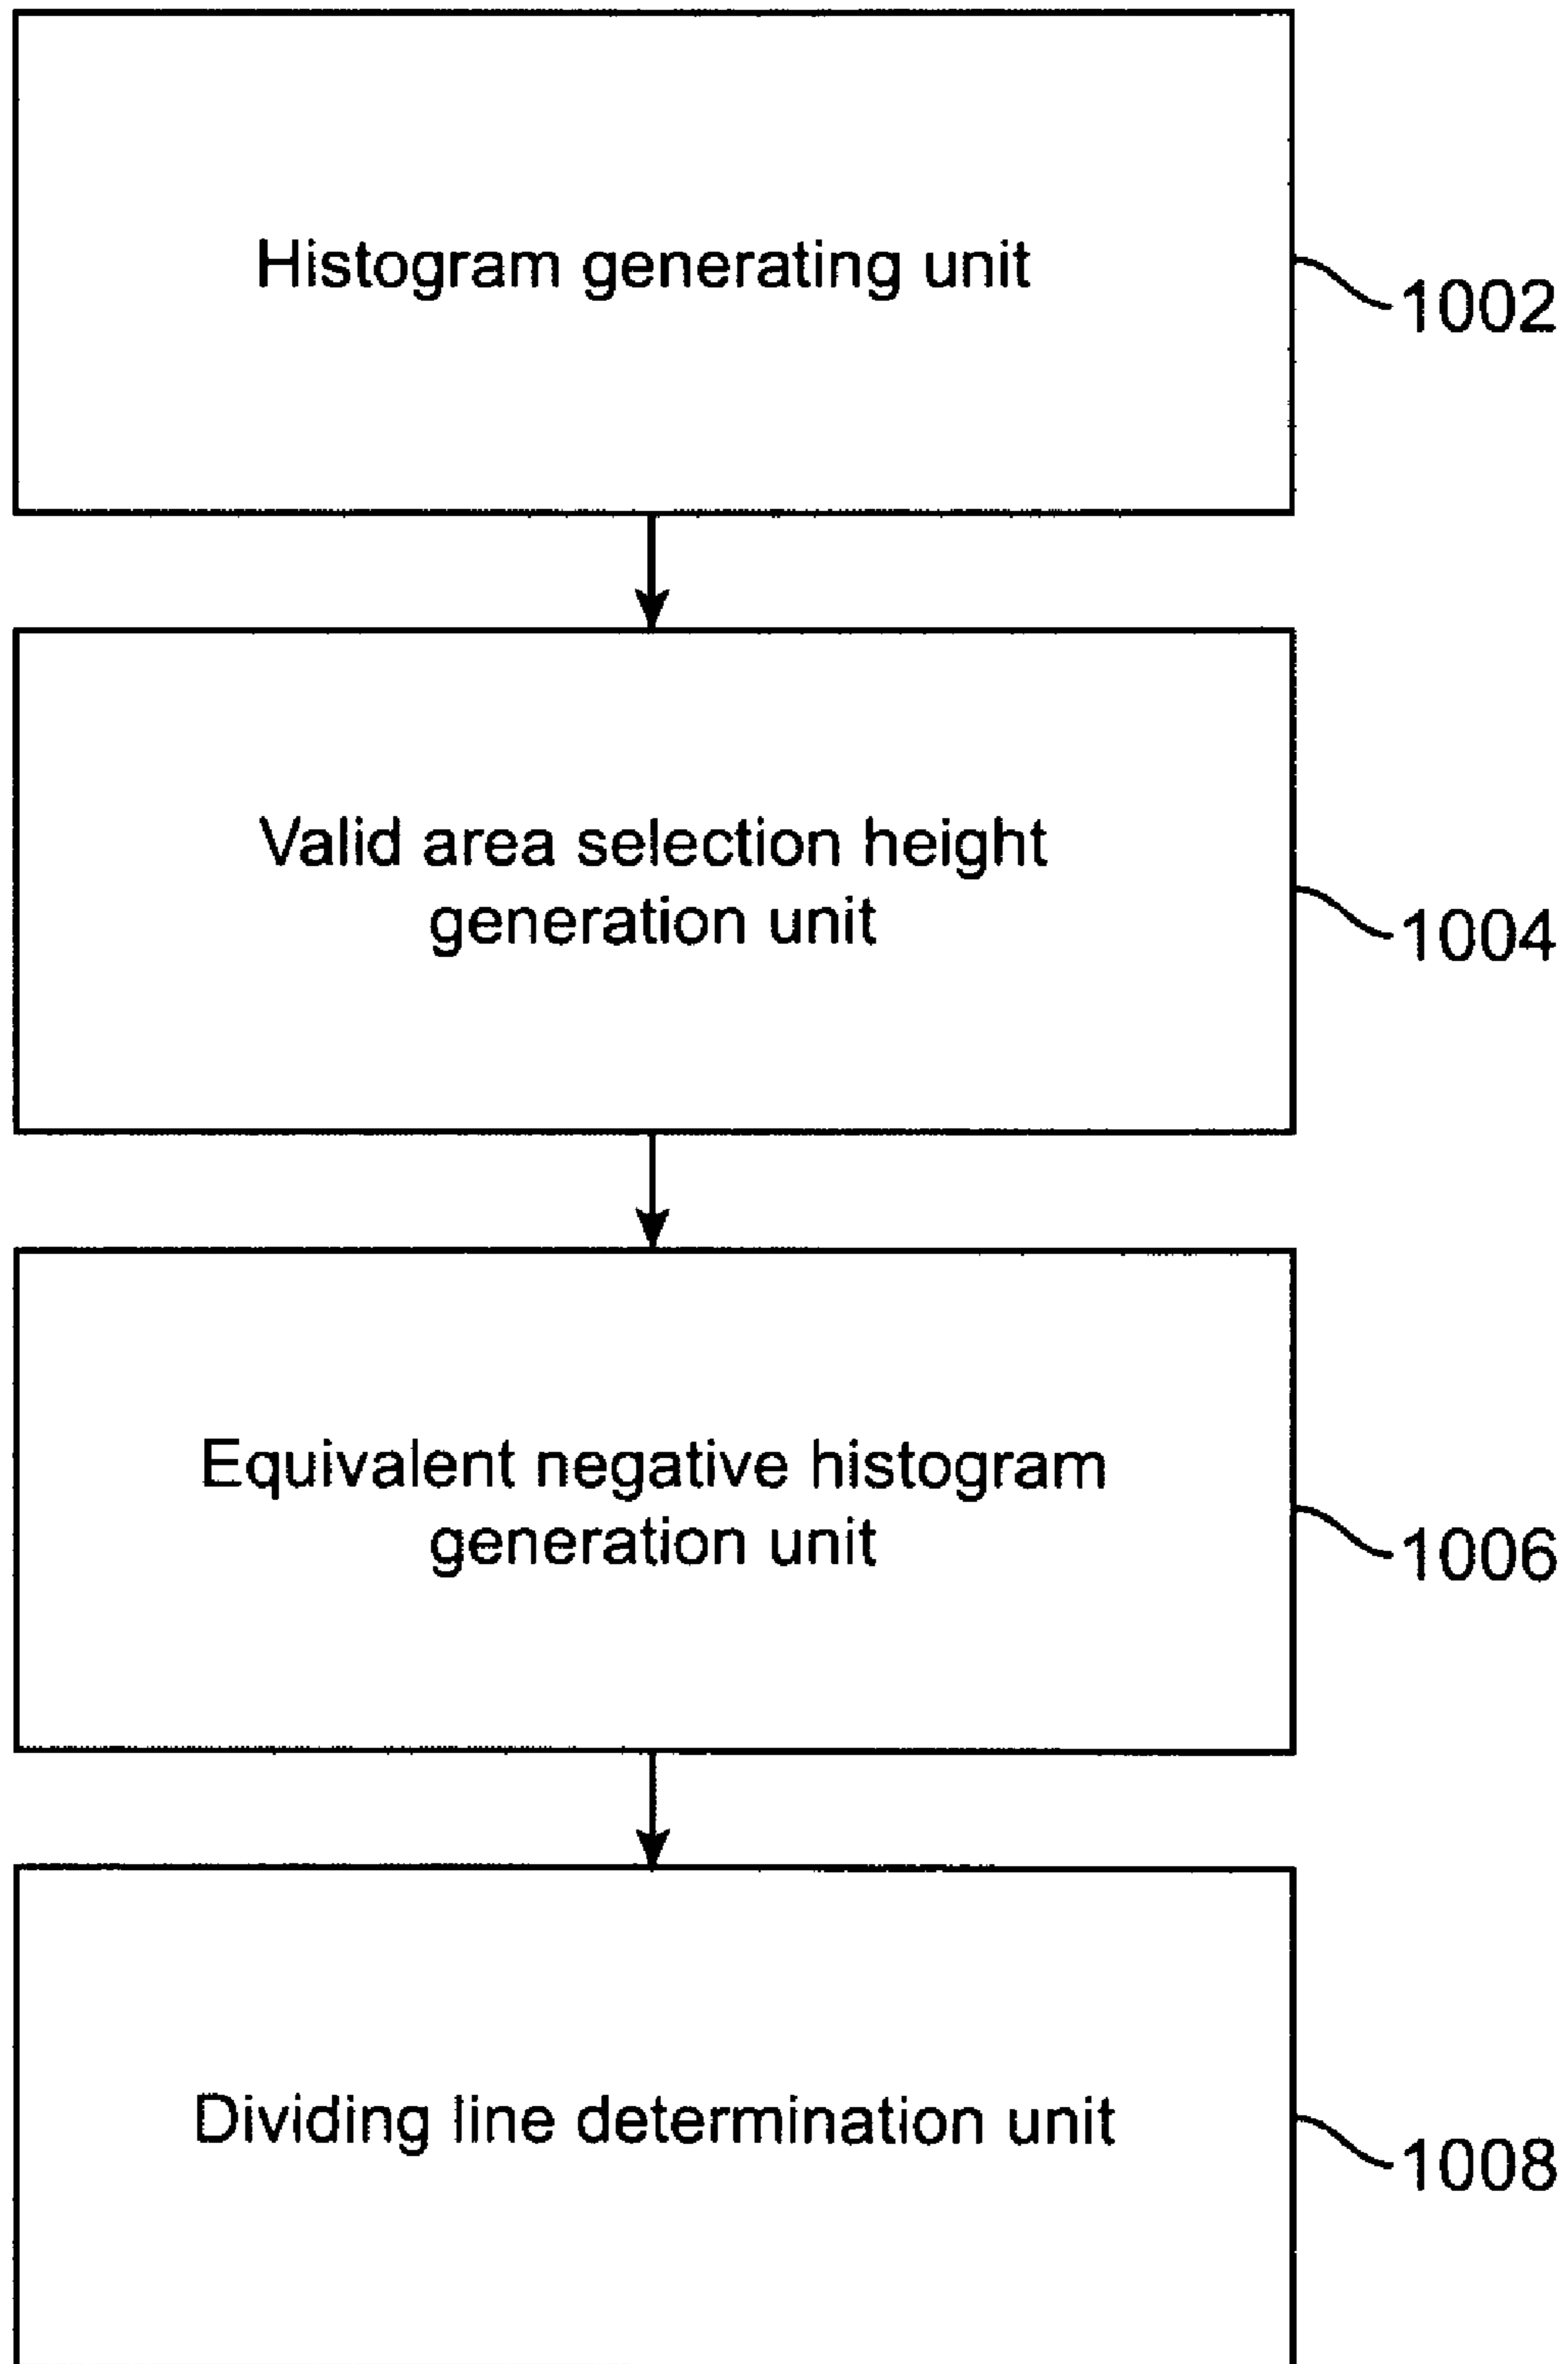 Histogram generating unit
1002
Valid area selection height
generation unit
1004
Equivalent negative histogram
generation unit
1006
Dividing line determination unit
1008